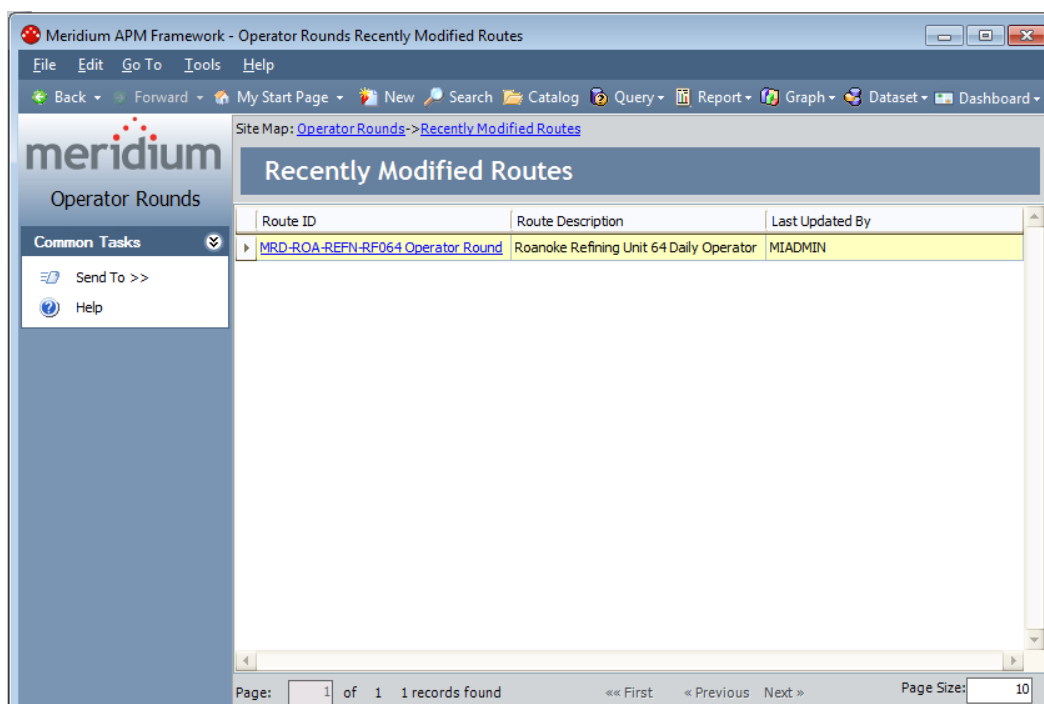 Meridium APM Framework - Operator Rounds Recently Modified Routes
File Edit Go To Tools Help
Back Forward My Start Page New Search Catalog Query Report Graph Dataset Dashboard
meridium
Operator Rounds
Common Tasks
Send To >>
Help
Site Map: Operator Rounds->Recently Modified Routes
Recently Modified Routes
Route ID Route Description Last Updated By
MRD-ROA-REFN-RF064 Operator Round Roanoke Refining Unit 64 Daily Operator MIADMIN
Page: 1 of 1 1 records found «« First « Previous Next » Page Size: 10